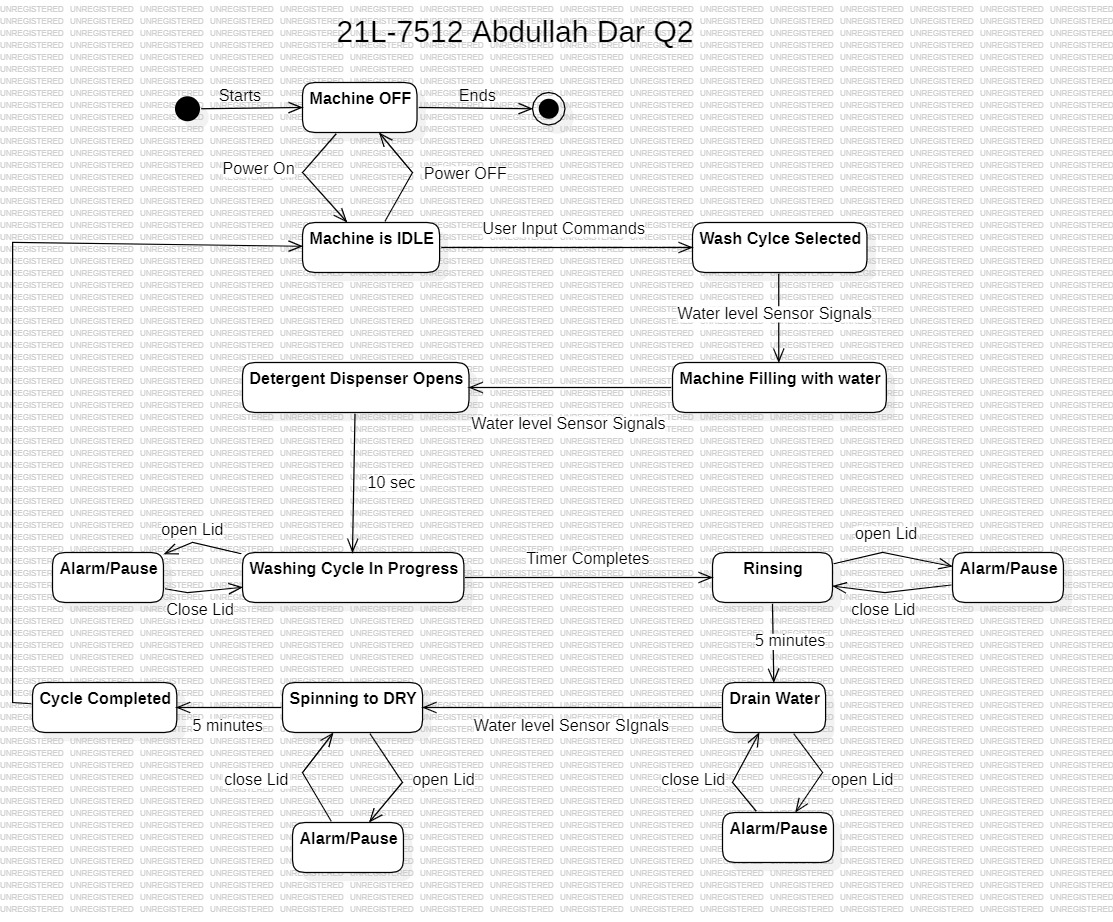 21L-7512 Abdullah Dar Q2
Starts
Machine OFF
Ends
Power On
Power OFF
Machine is IDLE
User Input Commands
Wash Cylce Selected
Water level Sensor Signals
Detergent Dispenser Opens
Machine Filling with water
Water level Sensor Signals
10 sec
open Lid
Alarm/Pause
Close Lid
Washing Cycle In Progress
Timer Completes
Rinsing
open Lid
Alarm/Pause
close Lid
5 minutes
Cycle Completed
5 minutes
Spinning to DRY
Water level Sensor SIgnals
Drain Water
close Lid
open Lid
Alarm/Pause
close Lid
open Lid
Alarm/Pause
UNREGISTERED